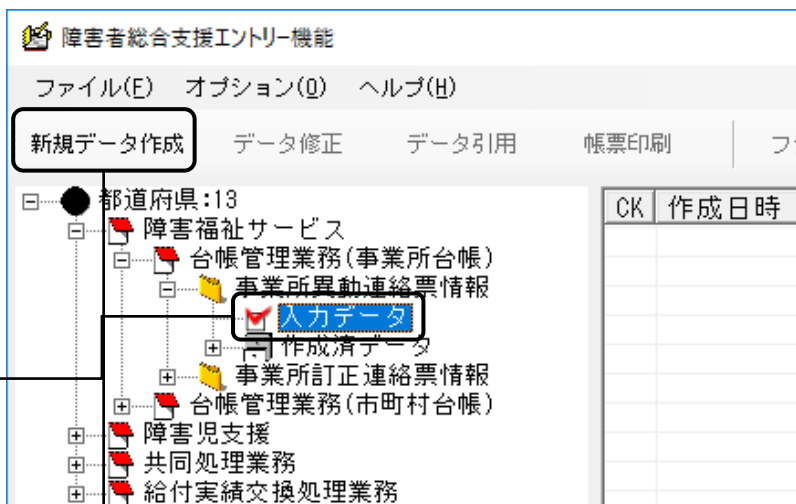 障害者総合支援エントリー機能
ファイル(F) オプション(O) ヘルプ(H)
新規データ作成 データ修正 データ引用 帳票印刷
都道府県:13
CK 作成日時
障害福祉サービス
台帳管理業務(事業所台帳)
事業所異動連絡票情報
入力データ
作成済データ
事業所訂正連絡票情報
台帳管理業務(市町村台帳)
障害児支援
共同処理業務
給付実績交換処理業務